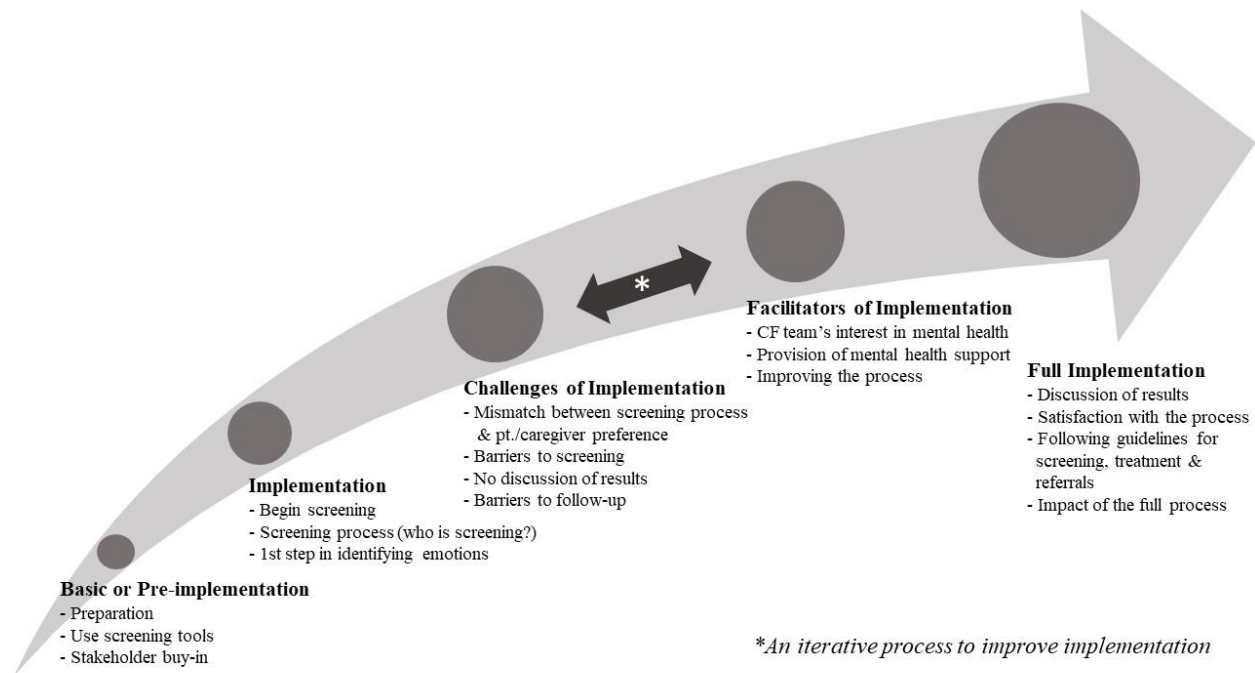 *
Facilitators of Implementation
- CF team's interest in mental health
- Provision of mental health support
- Improving the process
Full Implementation
- Discussion of results
- Satisfaction with the process
- Following guidelines for
screening, treatment &
referrals
- Impact of the full process
Challenges of Implementation
- Mismatch between screening process
& pt./caregiver preference
- Barriers to screening
- No discussion of results
- Barriers to follow-up
Implementation
- Begin screening
- Screening process (who is screening?)
- 1st step in identifying emotions
Basic or Pre-implementation
- Preparation
- Use screening tools
- Stakeholder buy-in
*An iterative process to improve implementation